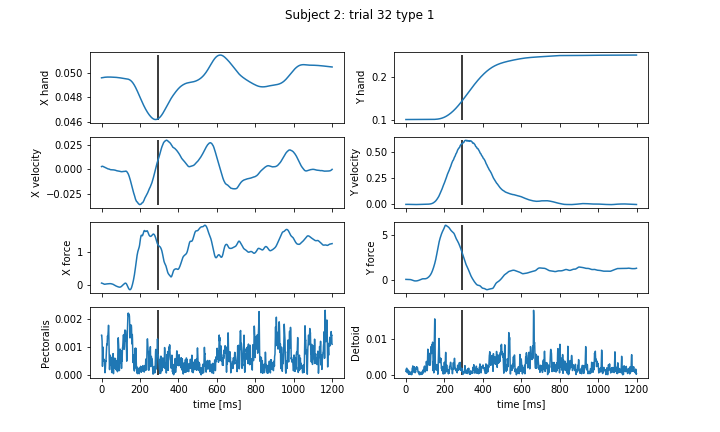 Subject 2: trial 32 type 1
X hand
0.050
0.048
0.046
Y hand
0.2
0.1
X velocity
0.025
0.000
−0.025
Y velocity
0.50
0.25
0.00
X force
1
0
Y force
5
0
Pectoralis
0.002
0.001
0.000
0 200 400 600 800 1000 1200
time [ms]
Deltoid
0.01
0.00
0 200 400 600 800 1000 1200
time [ms]